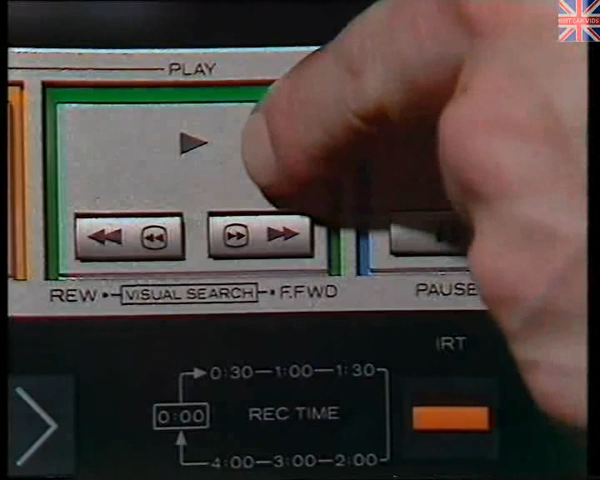 PLAY
REW VISUAL SEARCH F.FWD
PAUSE
IRT
0:30 1:00 1:30
0:00 REC TIME
4:00 3:00 2:00